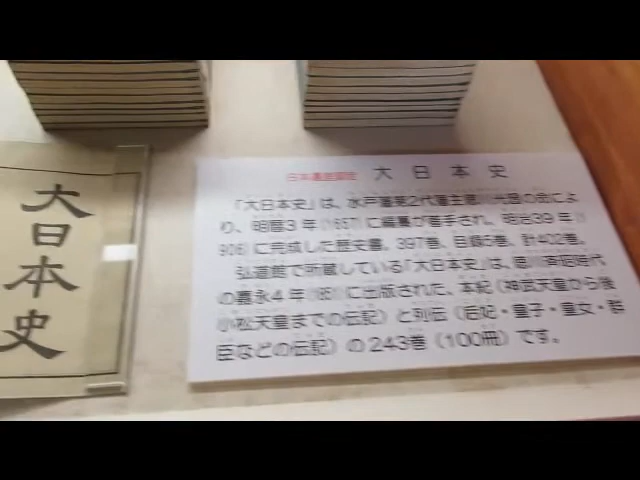 大日本史
日本遺産認定 大日本史
「大日本史」は、水戸藩第2代藩主徳川光圀の命によ
り、明暦3年(1657)に編纂が着手され、明治39年(1
906)に完成した歴史書。397巻、目録5巻、計402巻。
弘道館で所蔵している「大日本史」は、
の嘉永4年(1851)に出版された、本紀(神武天皇から後
小松天皇までの伝記)と列伝(后妃・皇子・皇女・群
臣などの伝記)の243巻(100冊)です。